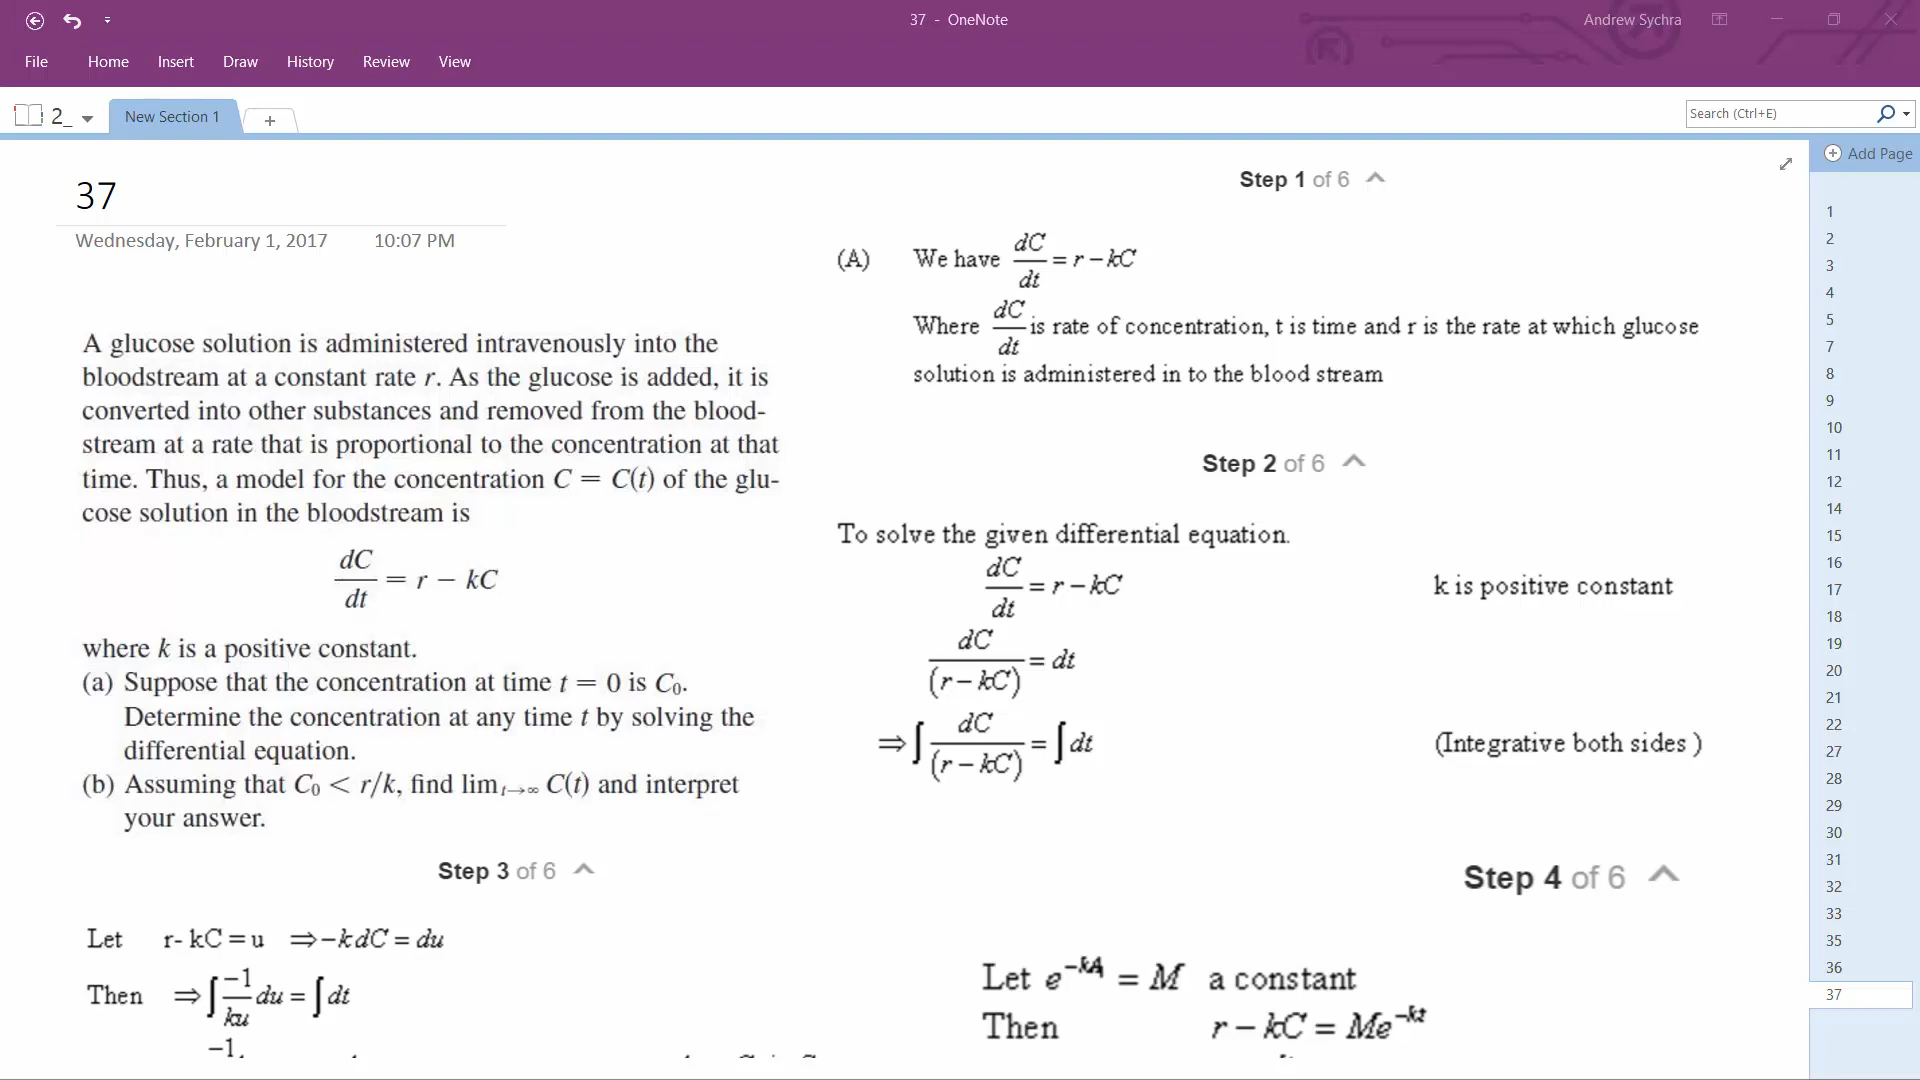 37 - OneNote
Andrew Sychra
File Home Insert Draw History Review View
2_ New Section 1 +
Search (Ctrl+E)
Add Page
37
Wednesday, February 1, 2017 10:07 PM
A glucose solution is administered intravenously into the
bloodstream at a constant rate r. As the glucose is added, it is
converted into other substances and removed from the blood-
stream at a rate that is proportional to the concentration at that
time. Thus, a model for the concentration C = C(t) of the glu-
cose solution in the bloodstream is
dC/dt = r − kC
where k is a positive constant.
(a) Suppose that the concentration at time t = 0 is C₀.
Determine the concentration at any time t by solving the
differential equation.
(b) Assuming that C₀ < r/k, find lim t→∞ C(t) and interpret
your answer.
Step 1 of 6
(A) We have dC/dt = r − kC
Where dC/dt is rate of concentration, t is time and r is the rate at which glucose
solution is administered in to the blood stream
Step 2 of 6
To solve the given differential equation.
dC/dt = r − kC k is positive constant
dC/(r − kC) = dt
⇒ ∫ dC/(r − kC) = ∫ dt (Integrative both sides )
Step 3 of 6
Let r- kC = u ⇒ −k dC = du
Then ⇒ ∫ −1/ku du = ∫ dt
−1
Step 4 of 6
Let e^−kA = M a constant
Then r − kC = Me^−kt
1
2
3
4
5
7
8
9
10
11
12
14
15
16
17
18
19
20
21
22
27
28
29
30
31
32
33
35
36
37